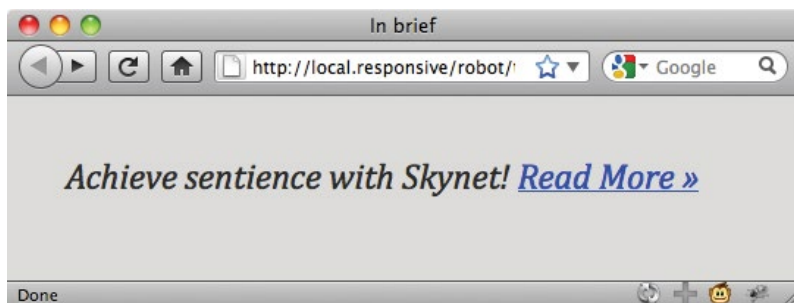 In brief
http://local.responsive/robot/
Google
Achieve sentience with Skynet! Read More »
Done